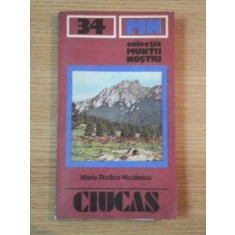 34 MN
colecția
MUNȚII
NOȘTRI
Maria Rodica Niculescu
CIUCAȘ